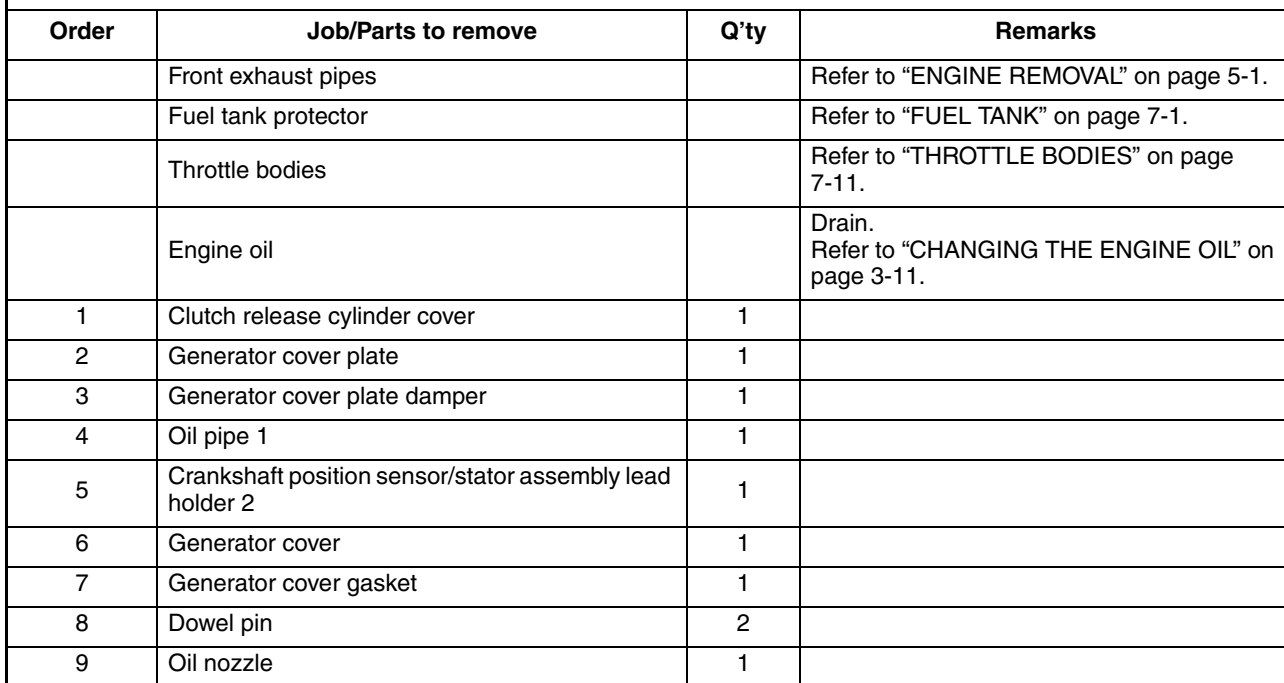 Order Job/Parts to remove Q’ty Remarks
Front exhaust pipes Refer to “ENGINE REMOVAL” on page 5-1.
Fuel tank protector Refer to “FUEL TANK” on page 7-1.
Throttle bodies Refer to “THROTTLE BODIES” on page
7-11.
Engine oil Drain.
Refer to “CHANGING THE ENGINE OIL” on
page 3-11.
1 Clutch release cylinder cover 1
2 Generator cover plate 1
3 Generator cover plate damper 1
4 Oil pipe 1 1
5 Crankshaft position sensor/stator assembly lead
holder 2 1
6 Generator cover 1
7 Generator cover gasket 1
8 Dowel pin 2
9 Oil nozzle 1